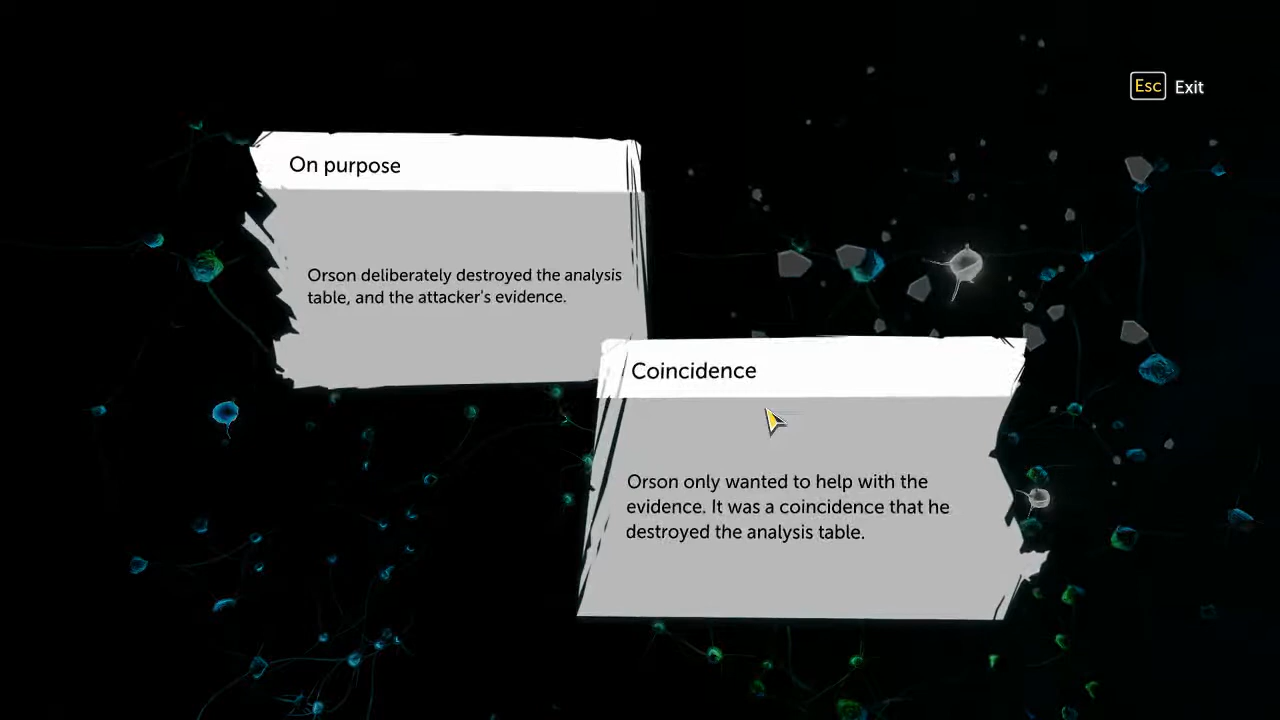 Esc Exit
On purpose
Orson deliberately destroyed the analysis
table, and the attacker's evidence.
Coincidence
Orson only wanted to help with the
evidence. It was a coincidence that he
destroyed the analysis table.